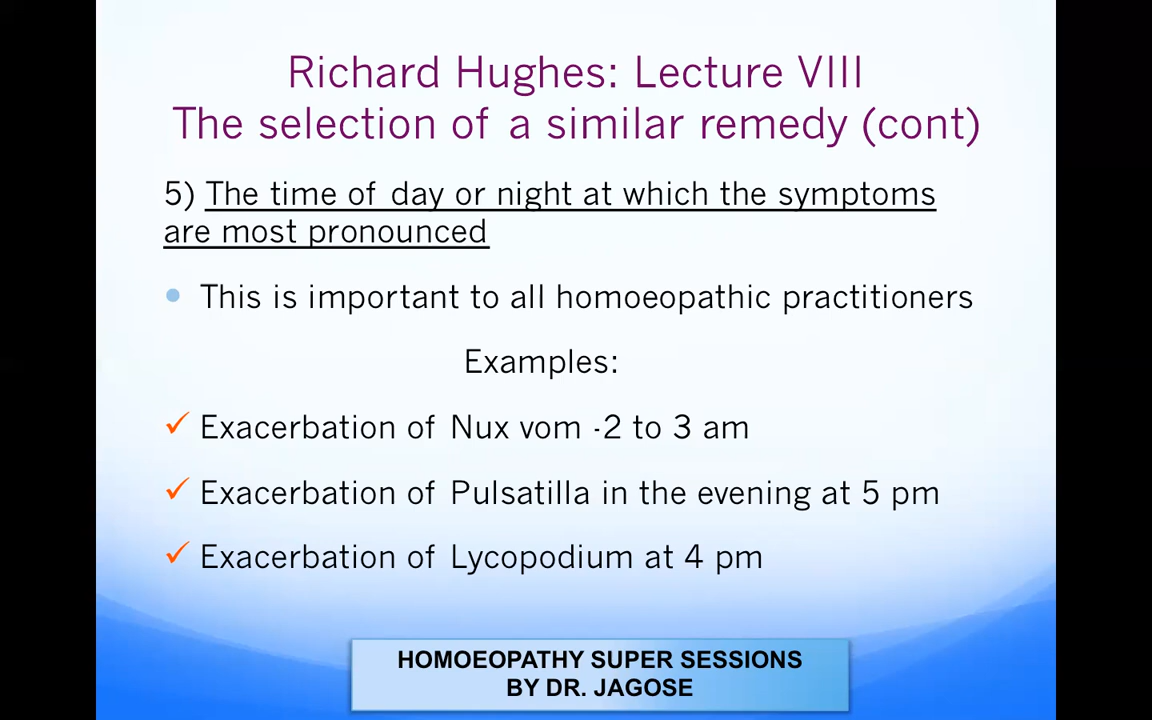 Richard Hughes: Lecture VIII
The selection of a similar remedy (cont)
5) The time of day or night at which the symptoms
are most pronounced
This is important to all homoeopathic practitioners
Examples:
Exacerbation of Nux vom -2 to 3 am
Exacerbation of Pulsatilla in the evening at 5 pm
Exacerbation of Lycopodium at 4 pm
HOMOEOPATHY SUPER SESSIONS
BY DR. JAGOSE